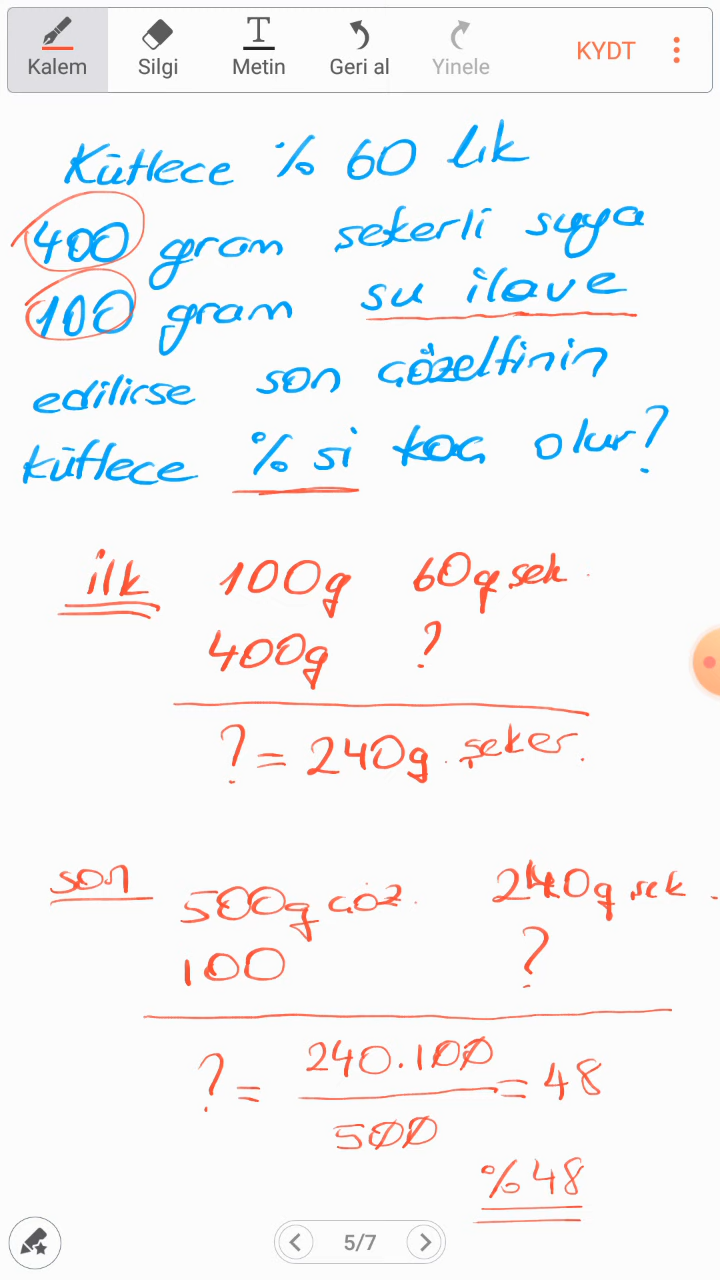 Kalem Silgi Metin Geri al Yinele KYDT
Kütlece % 60 lık
400 gram şekerli suya
100 gram su ilave
edilirse son çözeltinin
kütlece % si kaç olur?
ilk 100g 60g şek.
400g ?
? = 240g. şeker.
son 500g çöz. 240g şek.
100 ?
? = 240.100 / 500 = 48
% 48
5/7